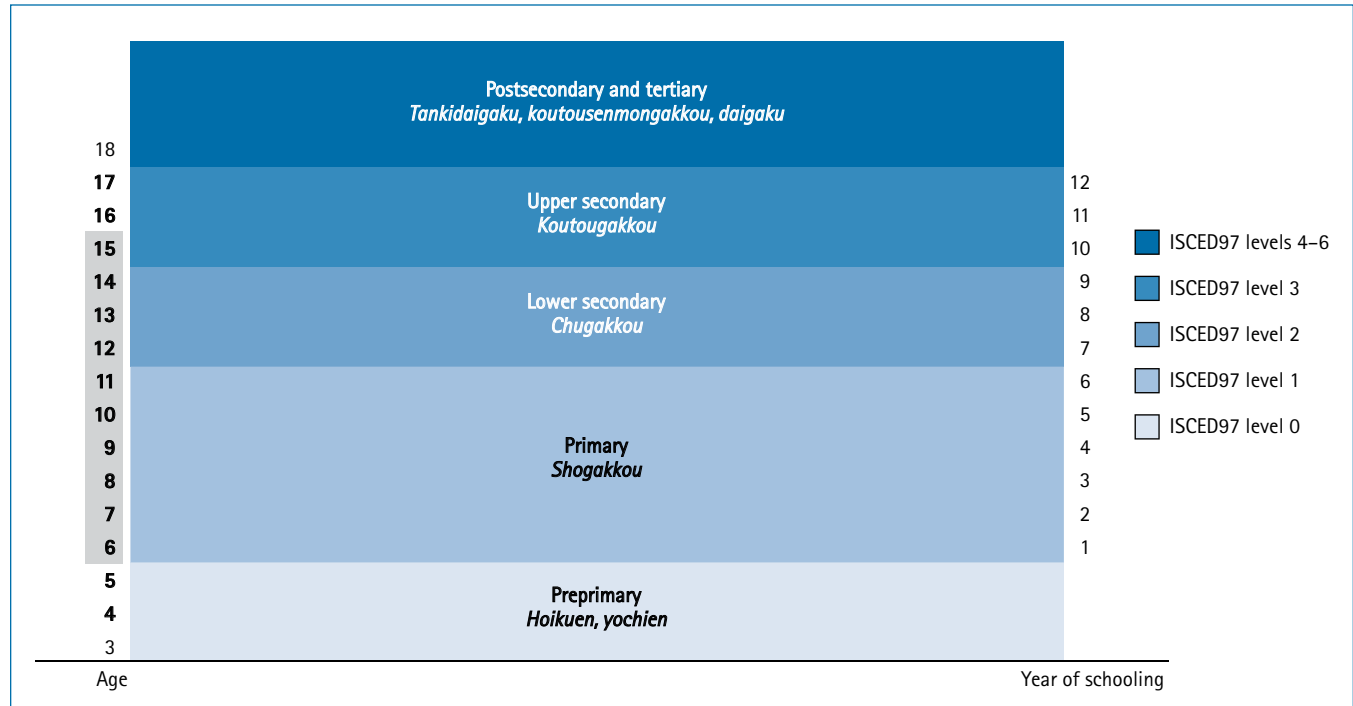 Postsecondary and tertiary
Tankidaigaku, koutousenmongakkou, daigaku
18
17
12
Upper secondary
16
11
Koutougakkou
15
10
ISCED97 levels 4–6
14
9
ISCED97 level 3
Lower secondary
13
8
Chugakkou
ISCED97 level 2
12
7
11
6
ISCED97 level 1
10
5
ISCED97 level 0
Primary
9
4
Shogakkou
8
3
7
2
6
1
5
Preprimary
4
Hoikuen, yochien
3
Age
Year of schooling